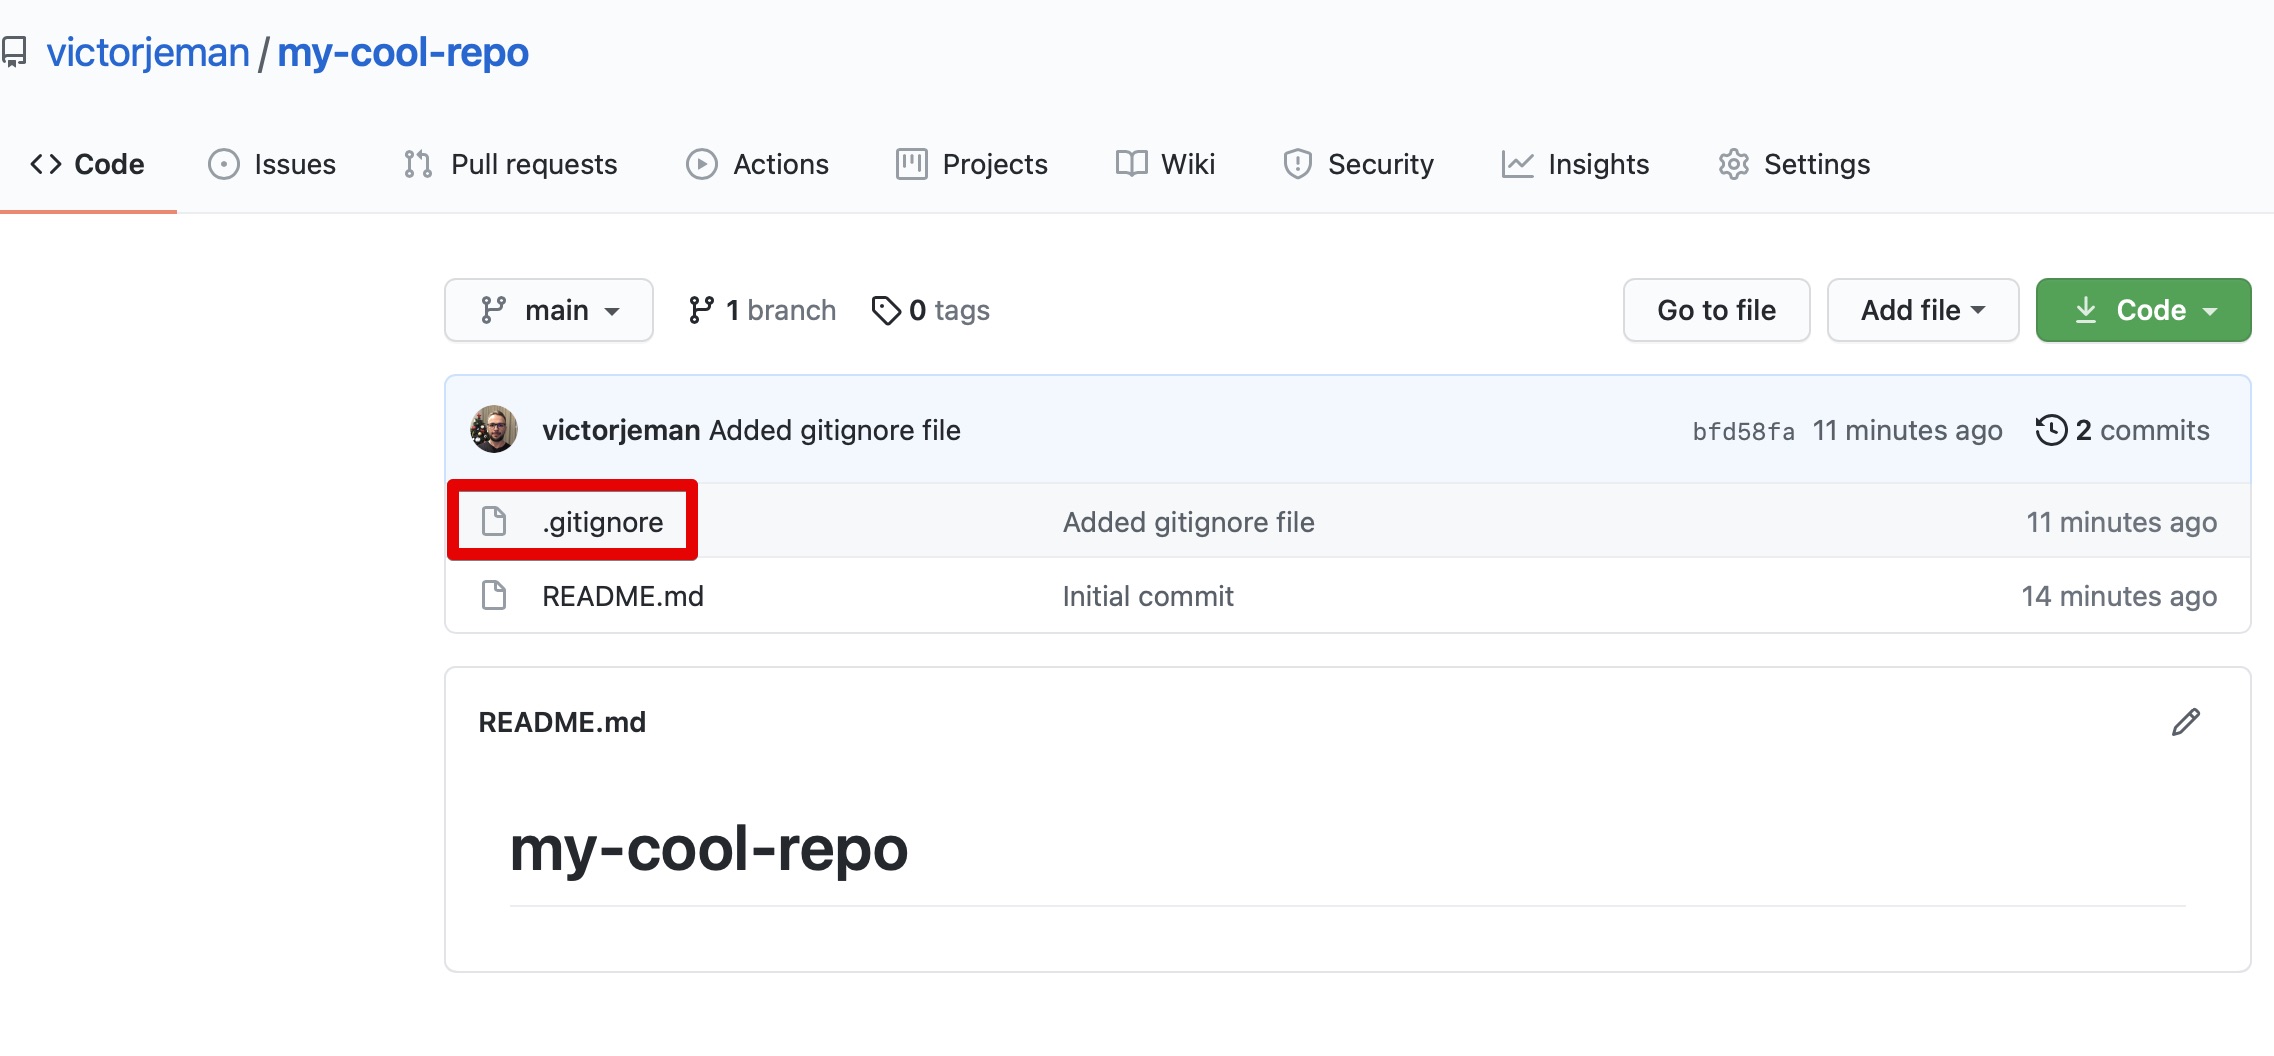 victorjeman / my-cool-repo
Code Issues Pull requests Actions Projects Wiki Security Insights Settings
main 1 branch 0 tags Go to file Add file Code
victorjeman Added gitignore file bfd58fa 11 minutes ago 2 commits
.gitignore Added gitignore file 11 minutes ago
README.md Initial commit 14 minutes ago
README.md
my-cool-repo